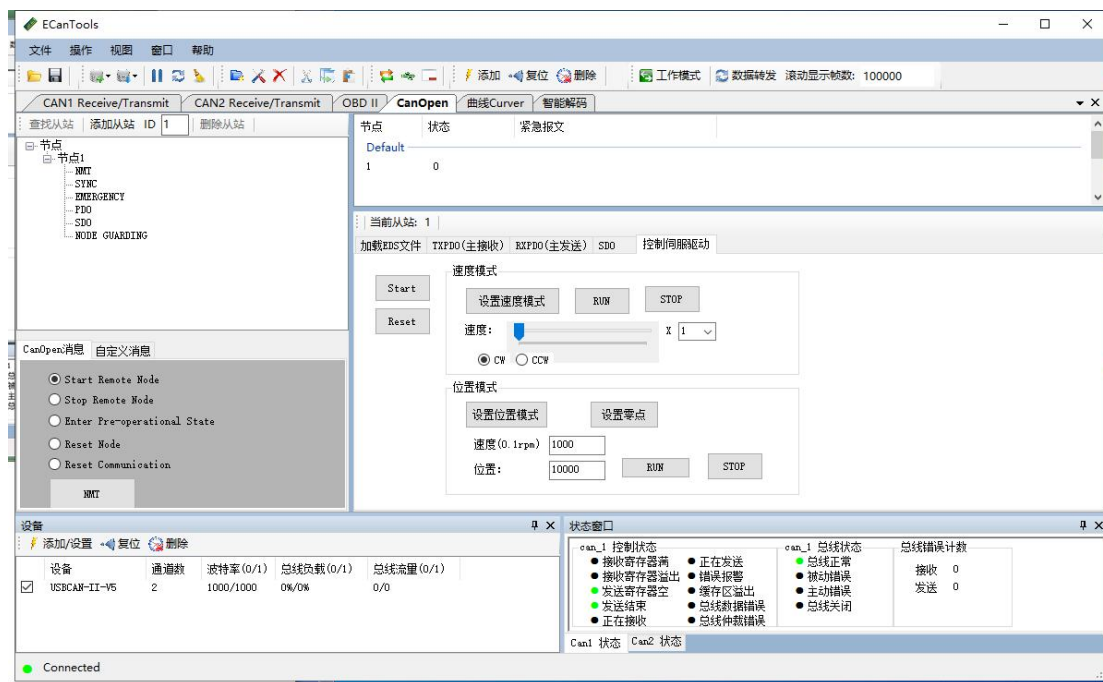 ECanTools
文件 操作 视图 窗口 帮助
添加 复位 删除 工作模式 数据转发 滚动显示帧数: 100000
CAN1 Receive/Transmit CAN2 Receive/Transmit OBD II CanOpen 曲线Curver 智能解码
查找从站 添加从站 ID 1 删除从站
节点
节点1
NMT
SYNC
EMERGENCY
PDO
SDO
NODE GUARDING
节点 状态 紧急报文
Default
1 0
当前从站: 1
加载EDS文件 TXPDO(主接收) RXPDO(主发送) SDO 控制伺服驱动
Start
Reset
速度模式
设置速度模式 RUN STOP
速度: X 1
CW CCW
位置模式
设置位置模式 设置零点
速度(0.1rpm) 1000
位置: 10000 RUN STOP
CanOpen消息 自定义消息
Start Remote Node
Stop Remote Node
Enter Pre-operational State
Reset Node
Reset Communication
NMT
设备
添加/设置 复位 删除
设备 通道数 波特率(0/1) 总线负载(0/1) 总线流量(0/1)
USBCAN-II-V5 2 1000/1000 0%/0% 0/0
状态窗口
can_1 控制状态 can_1 总线状态 总线错误计数
接收寄存器满 正在发送 总线正常 接收 0
接收寄存器溢出 错误报警 被动错误
发送寄存器空 缓存区溢出 主动错误 发送 0
发送结束 总线数据错误 总线关闭
正在接收 总线仲裁错误
Can1 状态 Can2 状态
Connected